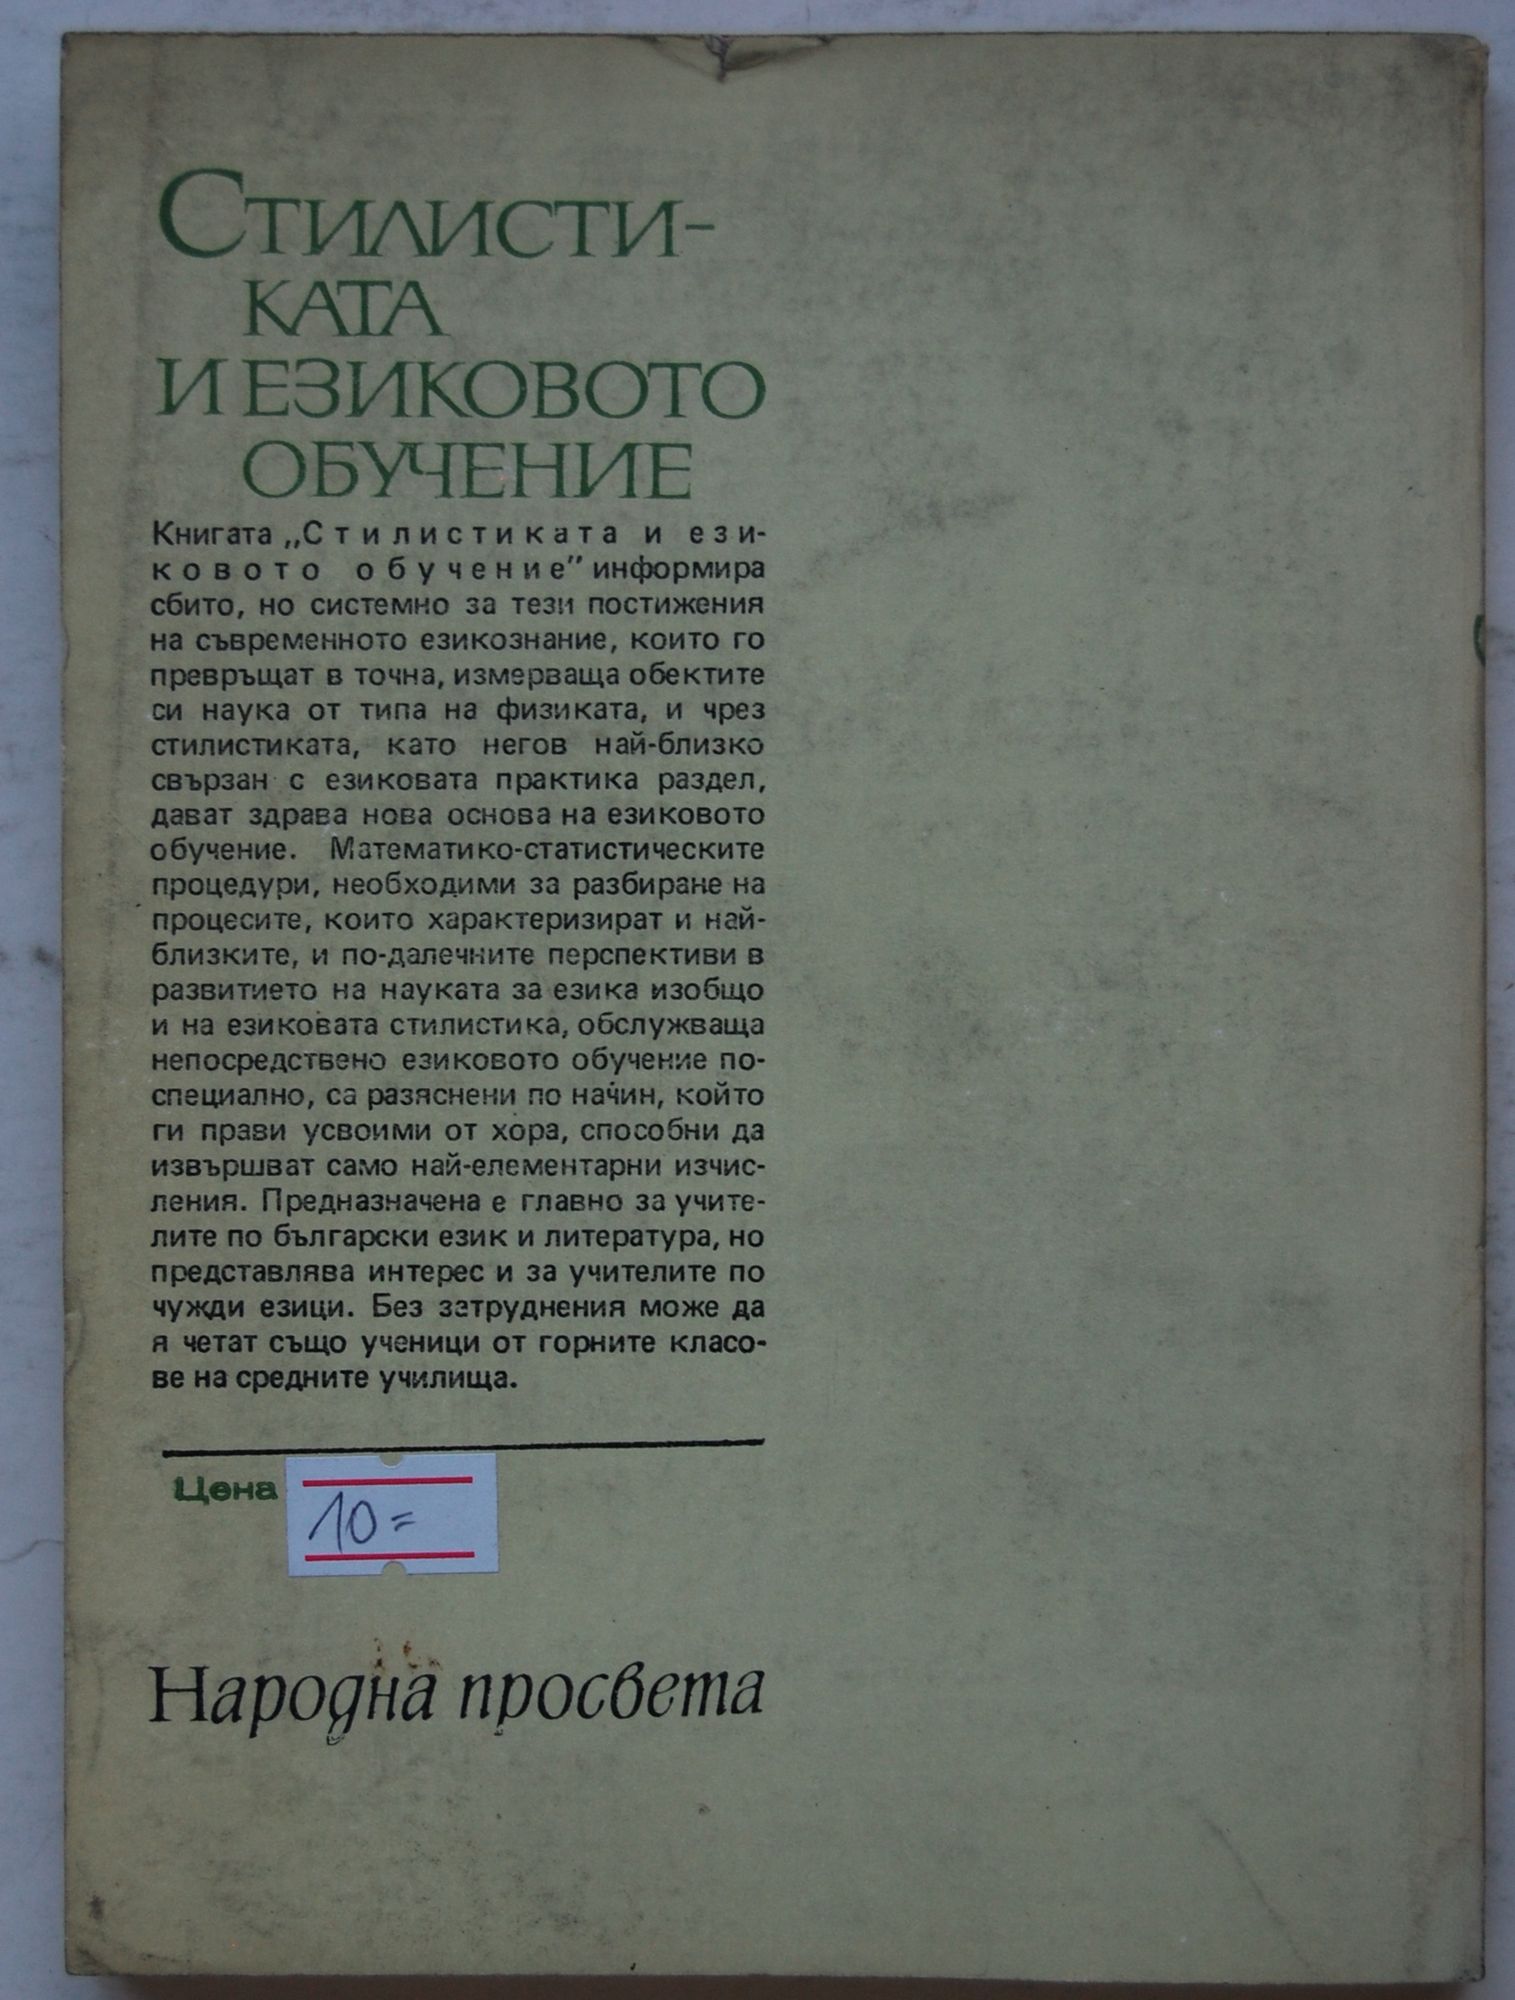 Стилисти-
ката
и езиковото
обучение
Книгата „Стилистиката и ези-
ковото обучение" информира
сбито, но системно за тези постижения
на съвременното езикознание, които го
превръщат в точна, измерваща обектите
си наука от типа на физиката, и чрез
стилистиката, като негов най-близко
свързан с езиковата практика раздел,
дават здрава нова основа на езиковото
обучение. Математико-статистическите
процедури, необходими за разбиране на
процесите, които характеризират и най-
близките, и по-далечните перспективи в
развитието на науката за езика изобщо
и на езиковата стилистика, обслужваща
непосредствено езиковото обучение по-
специално, са разяснени по начин, който
ги прави усвоими от хора, способни да
извършват само най-елементарни изчис-
ления. Предназначена е главно за учите-
лите по български език и литература, но
представлява интерес и за учителите по
чужди езици. Без затруднения може да
я четат също ученици от горните класо-
ве на средните училища.
Цена 10=
Народна просвета